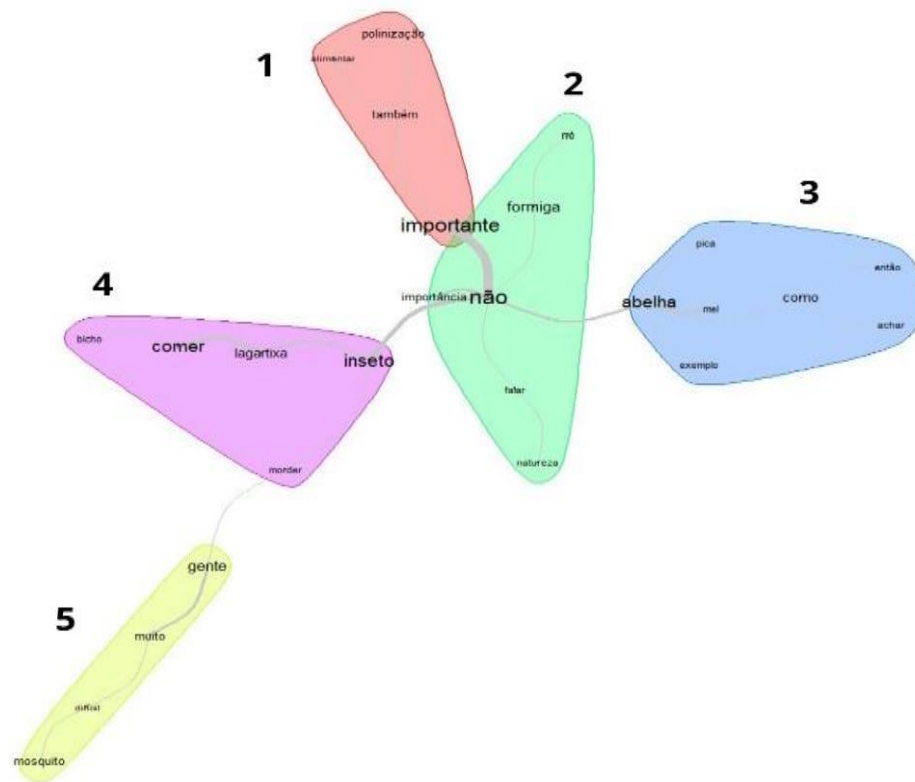 polinização
1
alimentar
2
também
rró
3
formiga
importante
pica
então
4
importância
não
abelha
como
mel
bicho
comer
lagartixa
inseto
achar
exemplo
falar
natureza
morder
gente
5
muito
difícil
mosquito